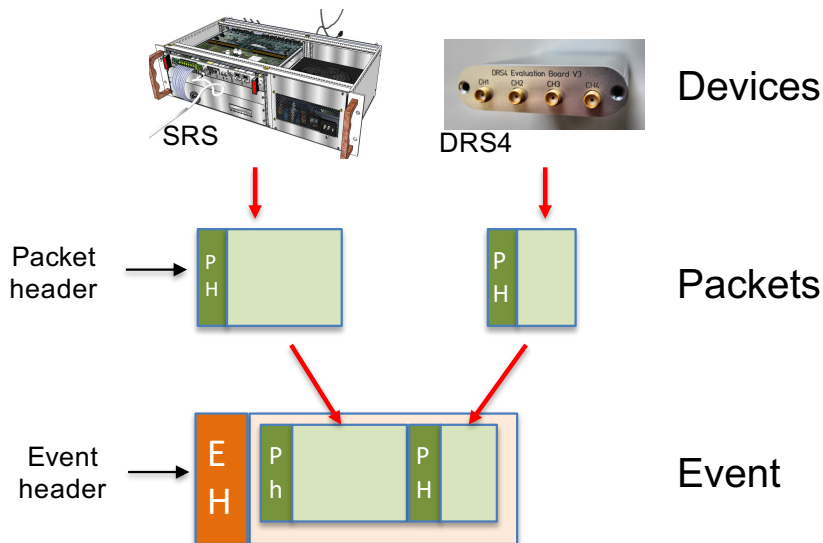 DRS4 Evaluation Board V3
CH1 CH2 CH3 CH4
Devices
SRS
DRS4
Packet
header
P
H
P
H
Packets
Event
header
E
H
P
h
P
H
Event